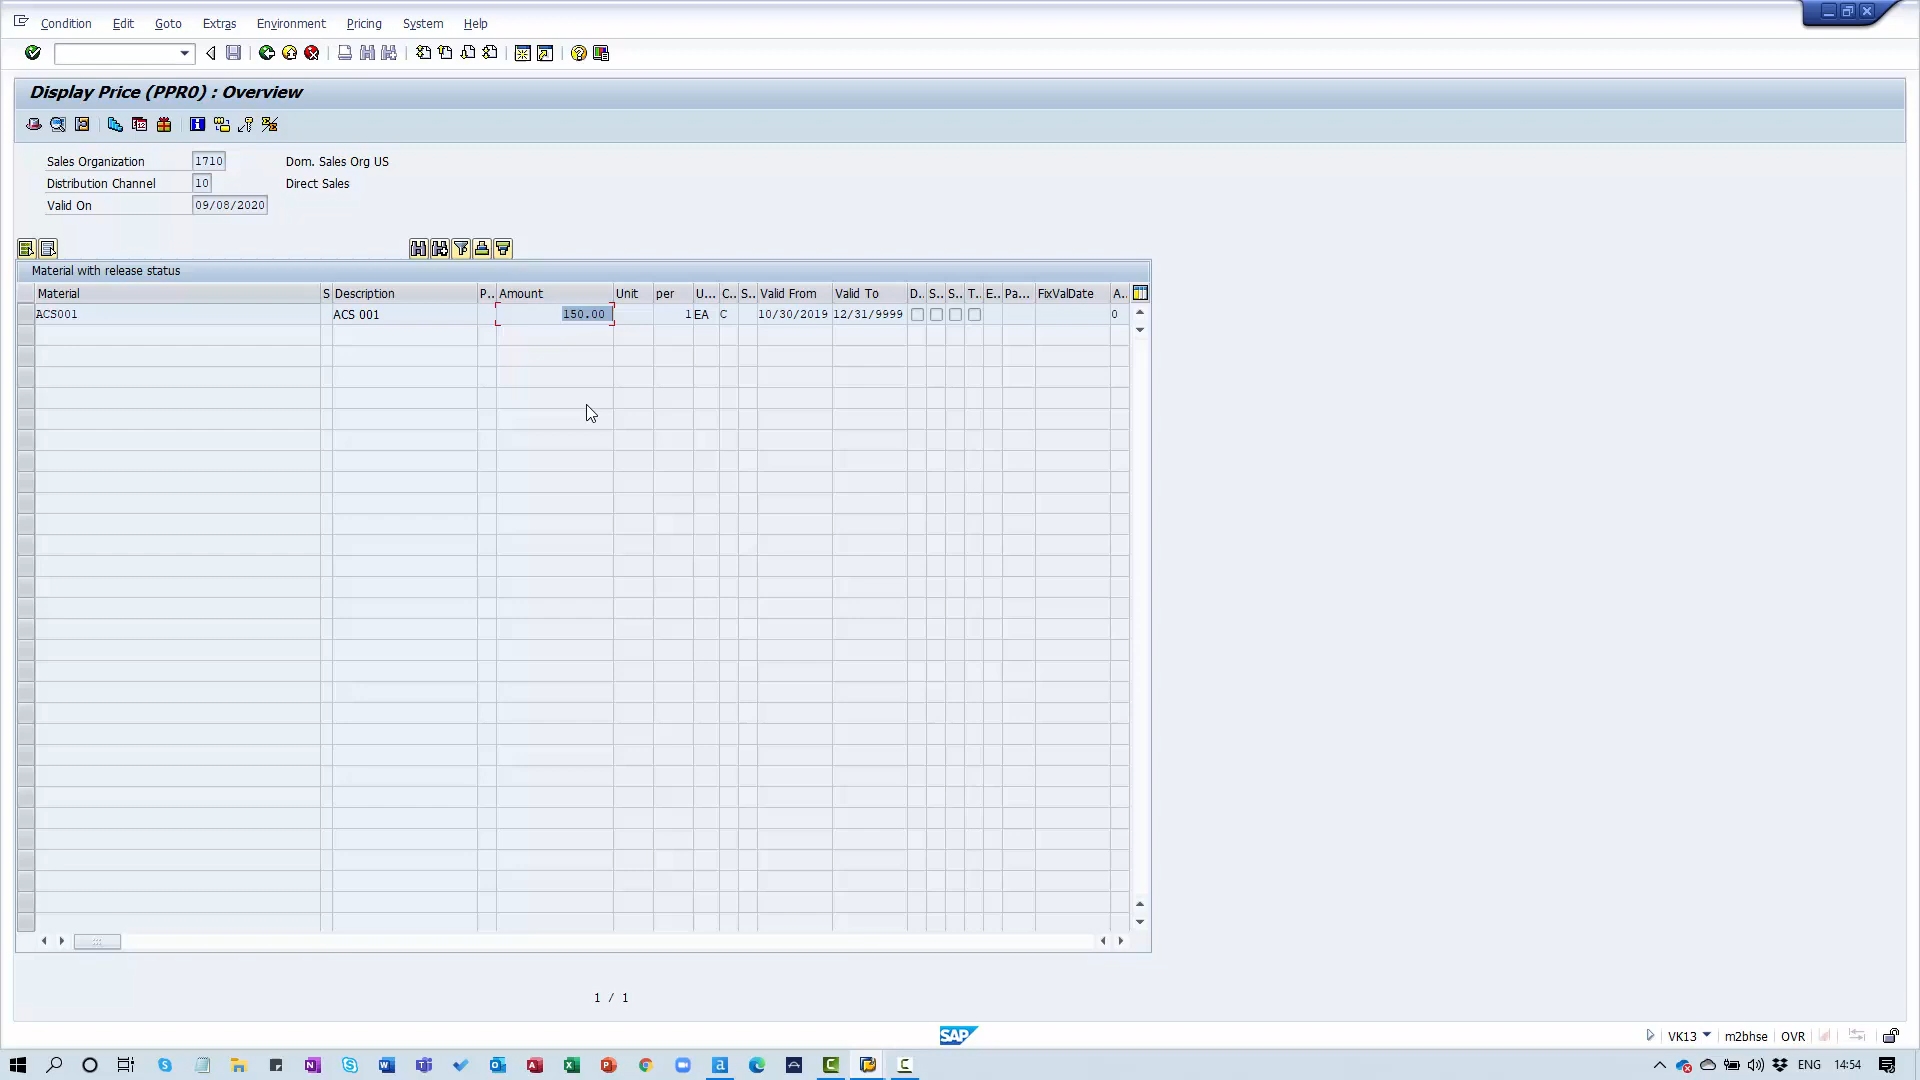 Condition Edit Goto Extras Environment Pricing System Help
Display Price (PPR0) : Overview
Sales Organization 1710 Dom. Sales Org US
Distribution Channel 10 Direct Sales
Valid On 09/08/2020
Material with release status
Material S Description P.. Amount Unit per U... C.. S.. Valid From Valid To D.. S.. S.. T.. E.. Pa... FixValDate A..
ACS001 ACS 001 150.00 1 EA C 10/30/2019 12/31/9999 0
1 / 1
SAP
VK13 m2bhse OVR
ENG 14:54